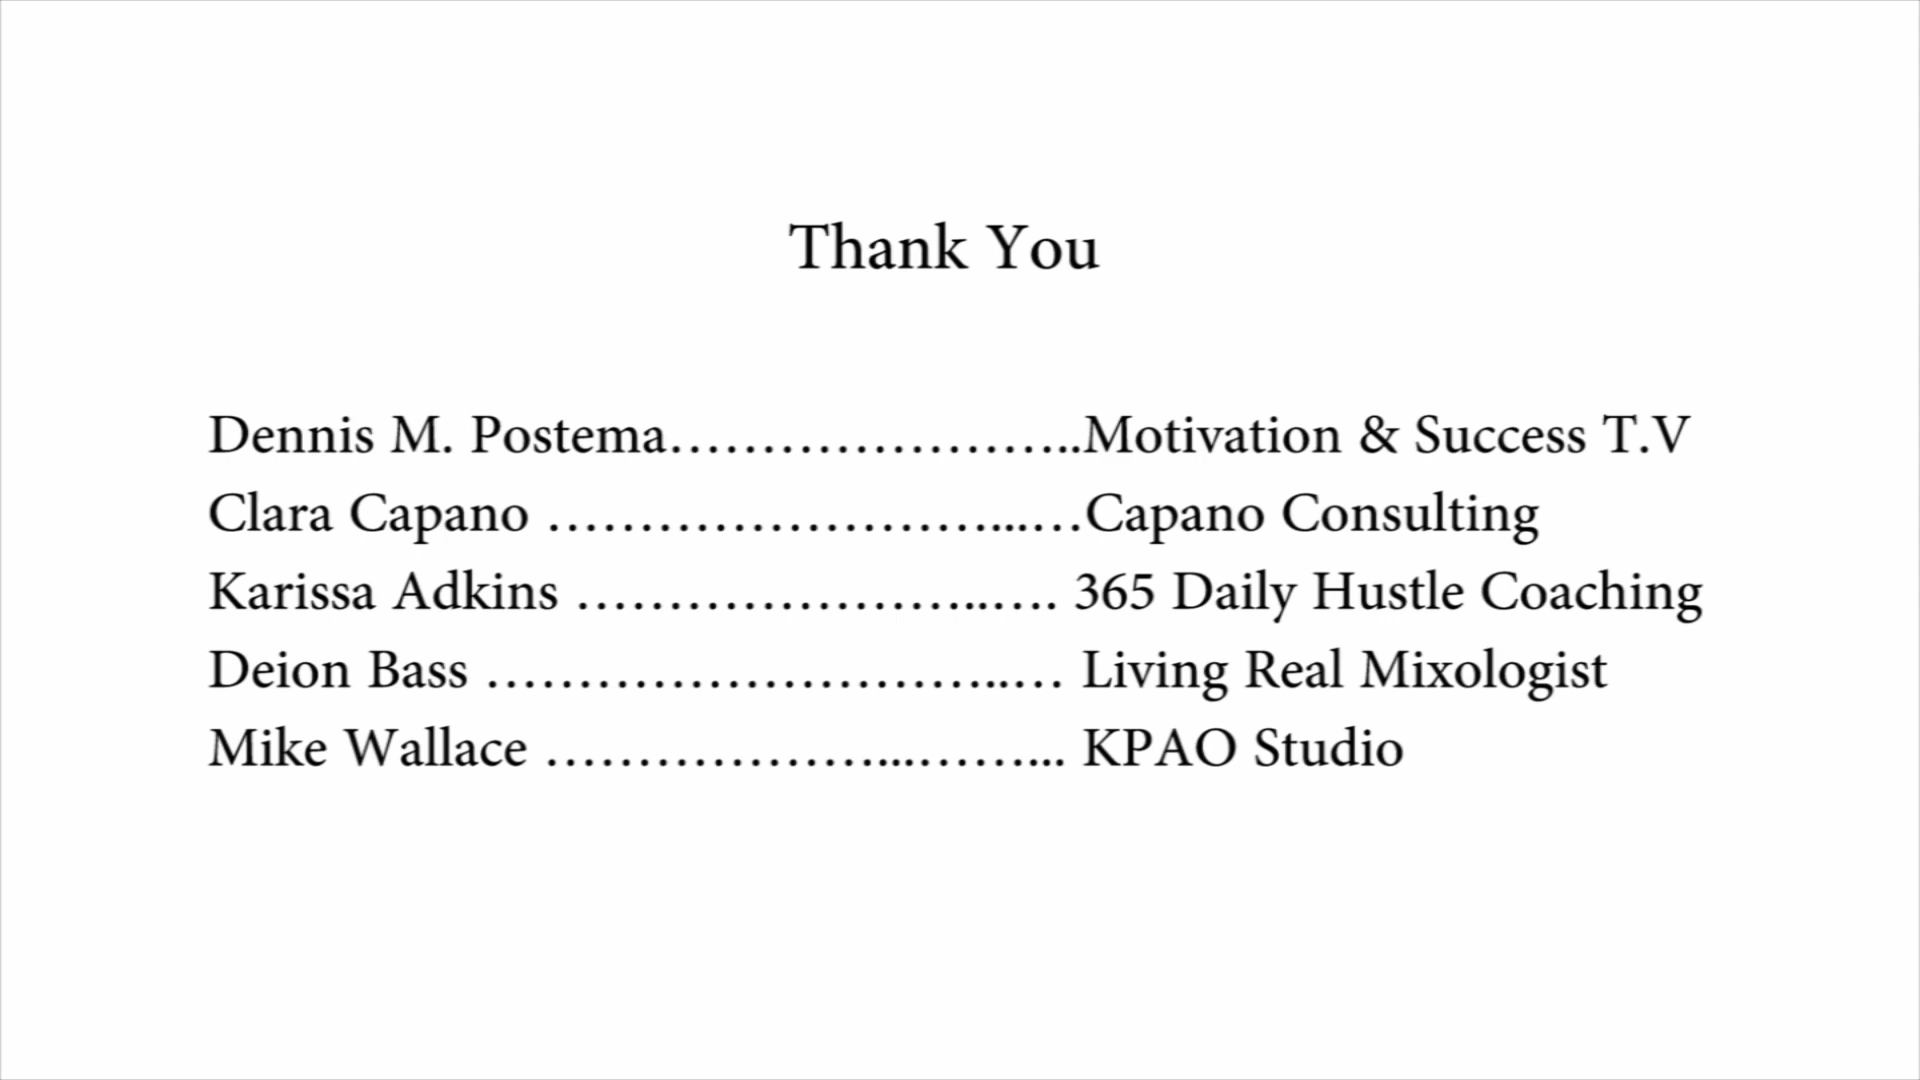 Thank You
Dennis M. Postema……………………..Motivation & Success T.V
Clara Capano ………………………...…Capano Consulting
Karissa Adkins …………………..…. 365 Daily Hustle Coaching
Deion Bass …………………………..… Living Real Mixologist
Mike Wallace ………………...……... KPAO Studio